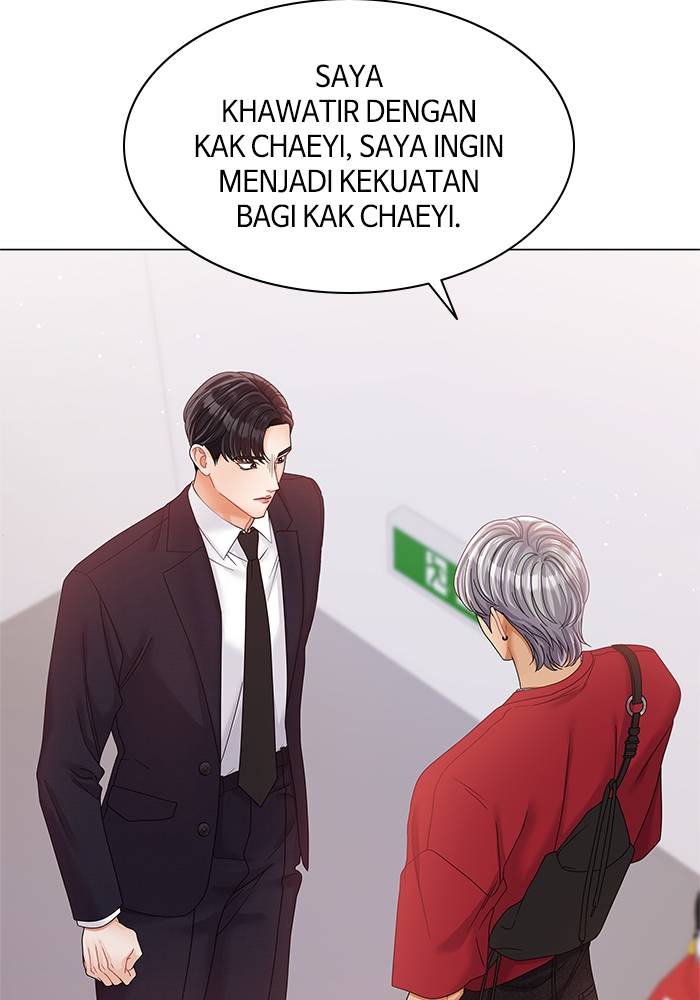 SAYA
KHAWATIR DENGAN
KAK CHAEYI, SAYA INGIN
MENJADI KEKUATAN
BAGI KAK CHAEYI.